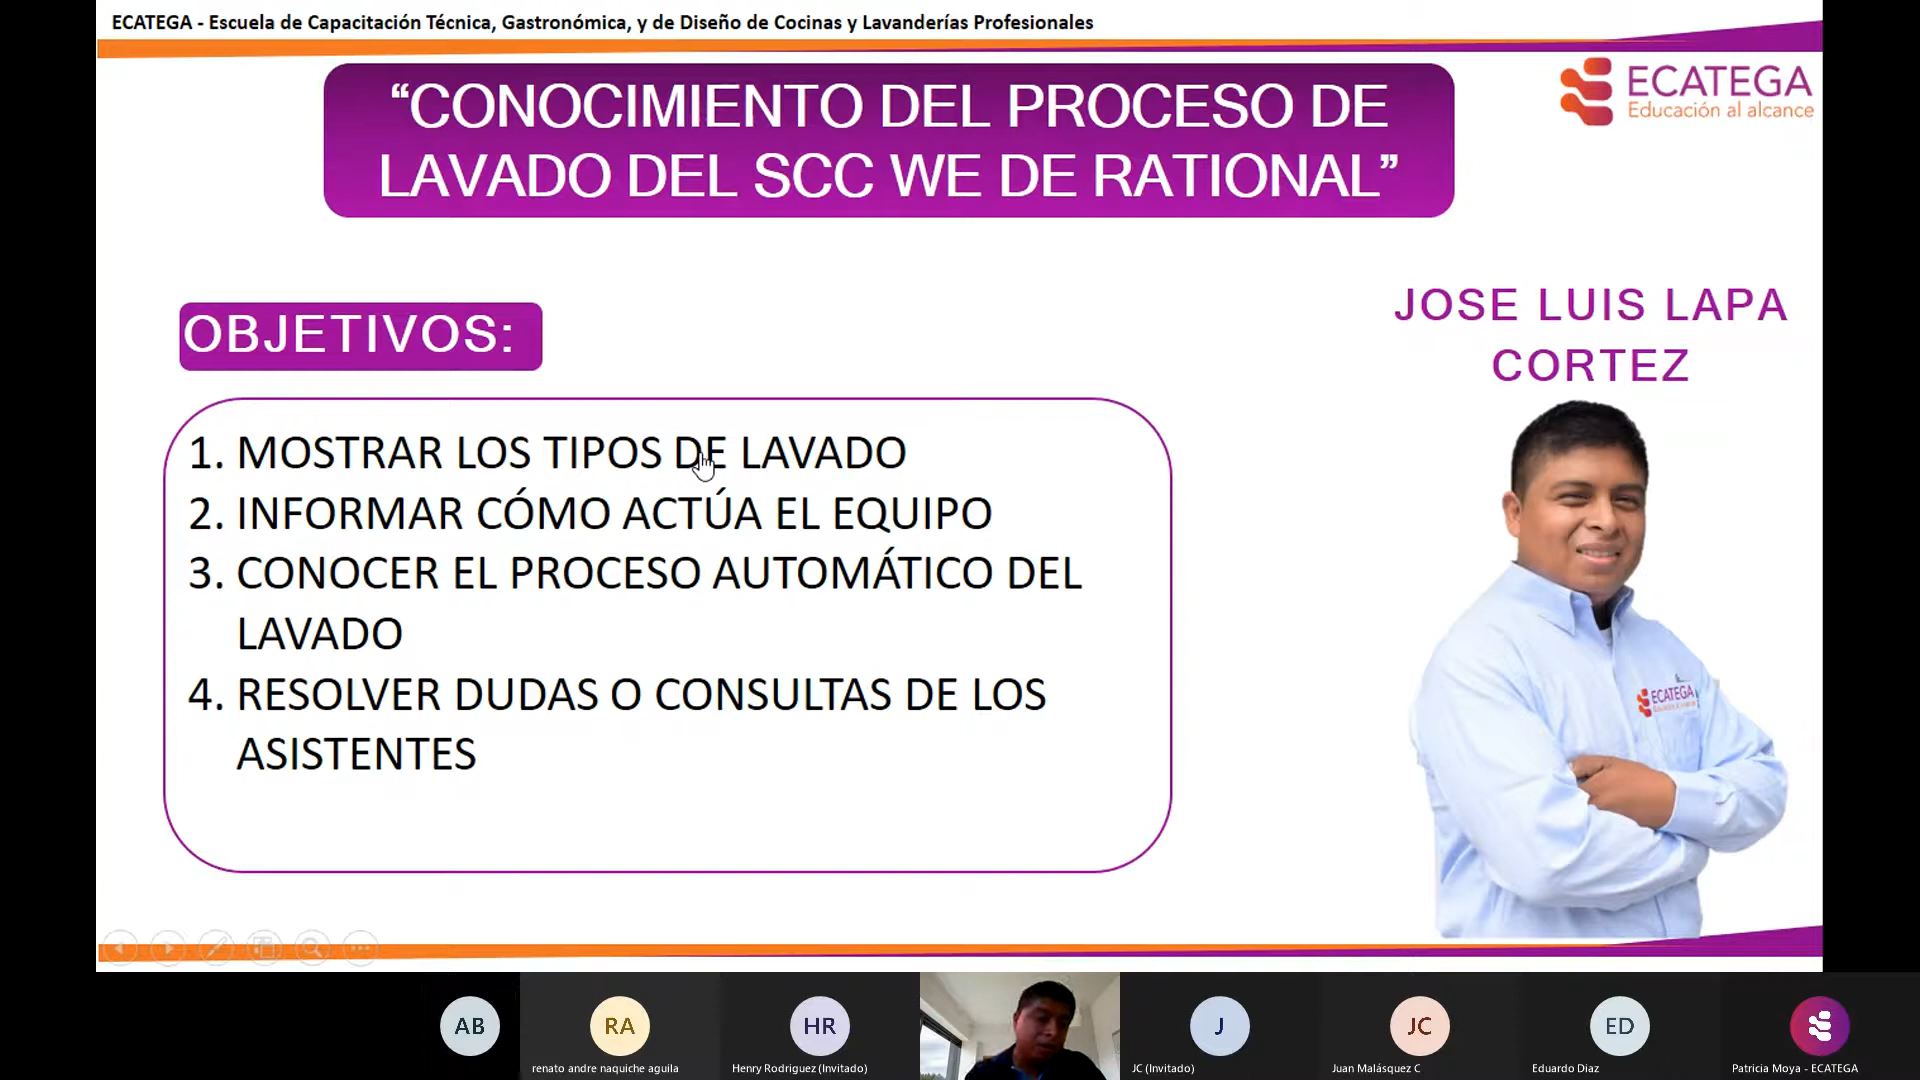 ECATEGA - Escuela de Capacitación Técnica, Gastronómica, y de Diseño de Cocinas y Lavanderías Profesionales
“CONOCIMIENTO DEL PROCESO DE
LAVADO DEL SCC WE DE RATIONAL”
ECATEGA
Educación al alcance
OBJETIVOS:
JOSE LUIS LAPA
CORTEZ
1. MOSTRAR LOS TIPOS DE LAVADO
2. INFORMAR CÓMO ACTÚA EL EQUIPO
3. CONOCER EL PROCESO AUTOMÁTICO DEL
LAVADO
4. RESOLVER DUDAS O CONSULTAS DE LOS
ASISTENTES
ECATEGA
Educación al alcance
AB
RA
HR
J
JC
ED
renato andre naquiche aguila
Henry Rodriguez (Invitado)
JC (Invitado)
Juan Malásquez C
Eduardo Diaz
Patricia Moya - ECATEGA